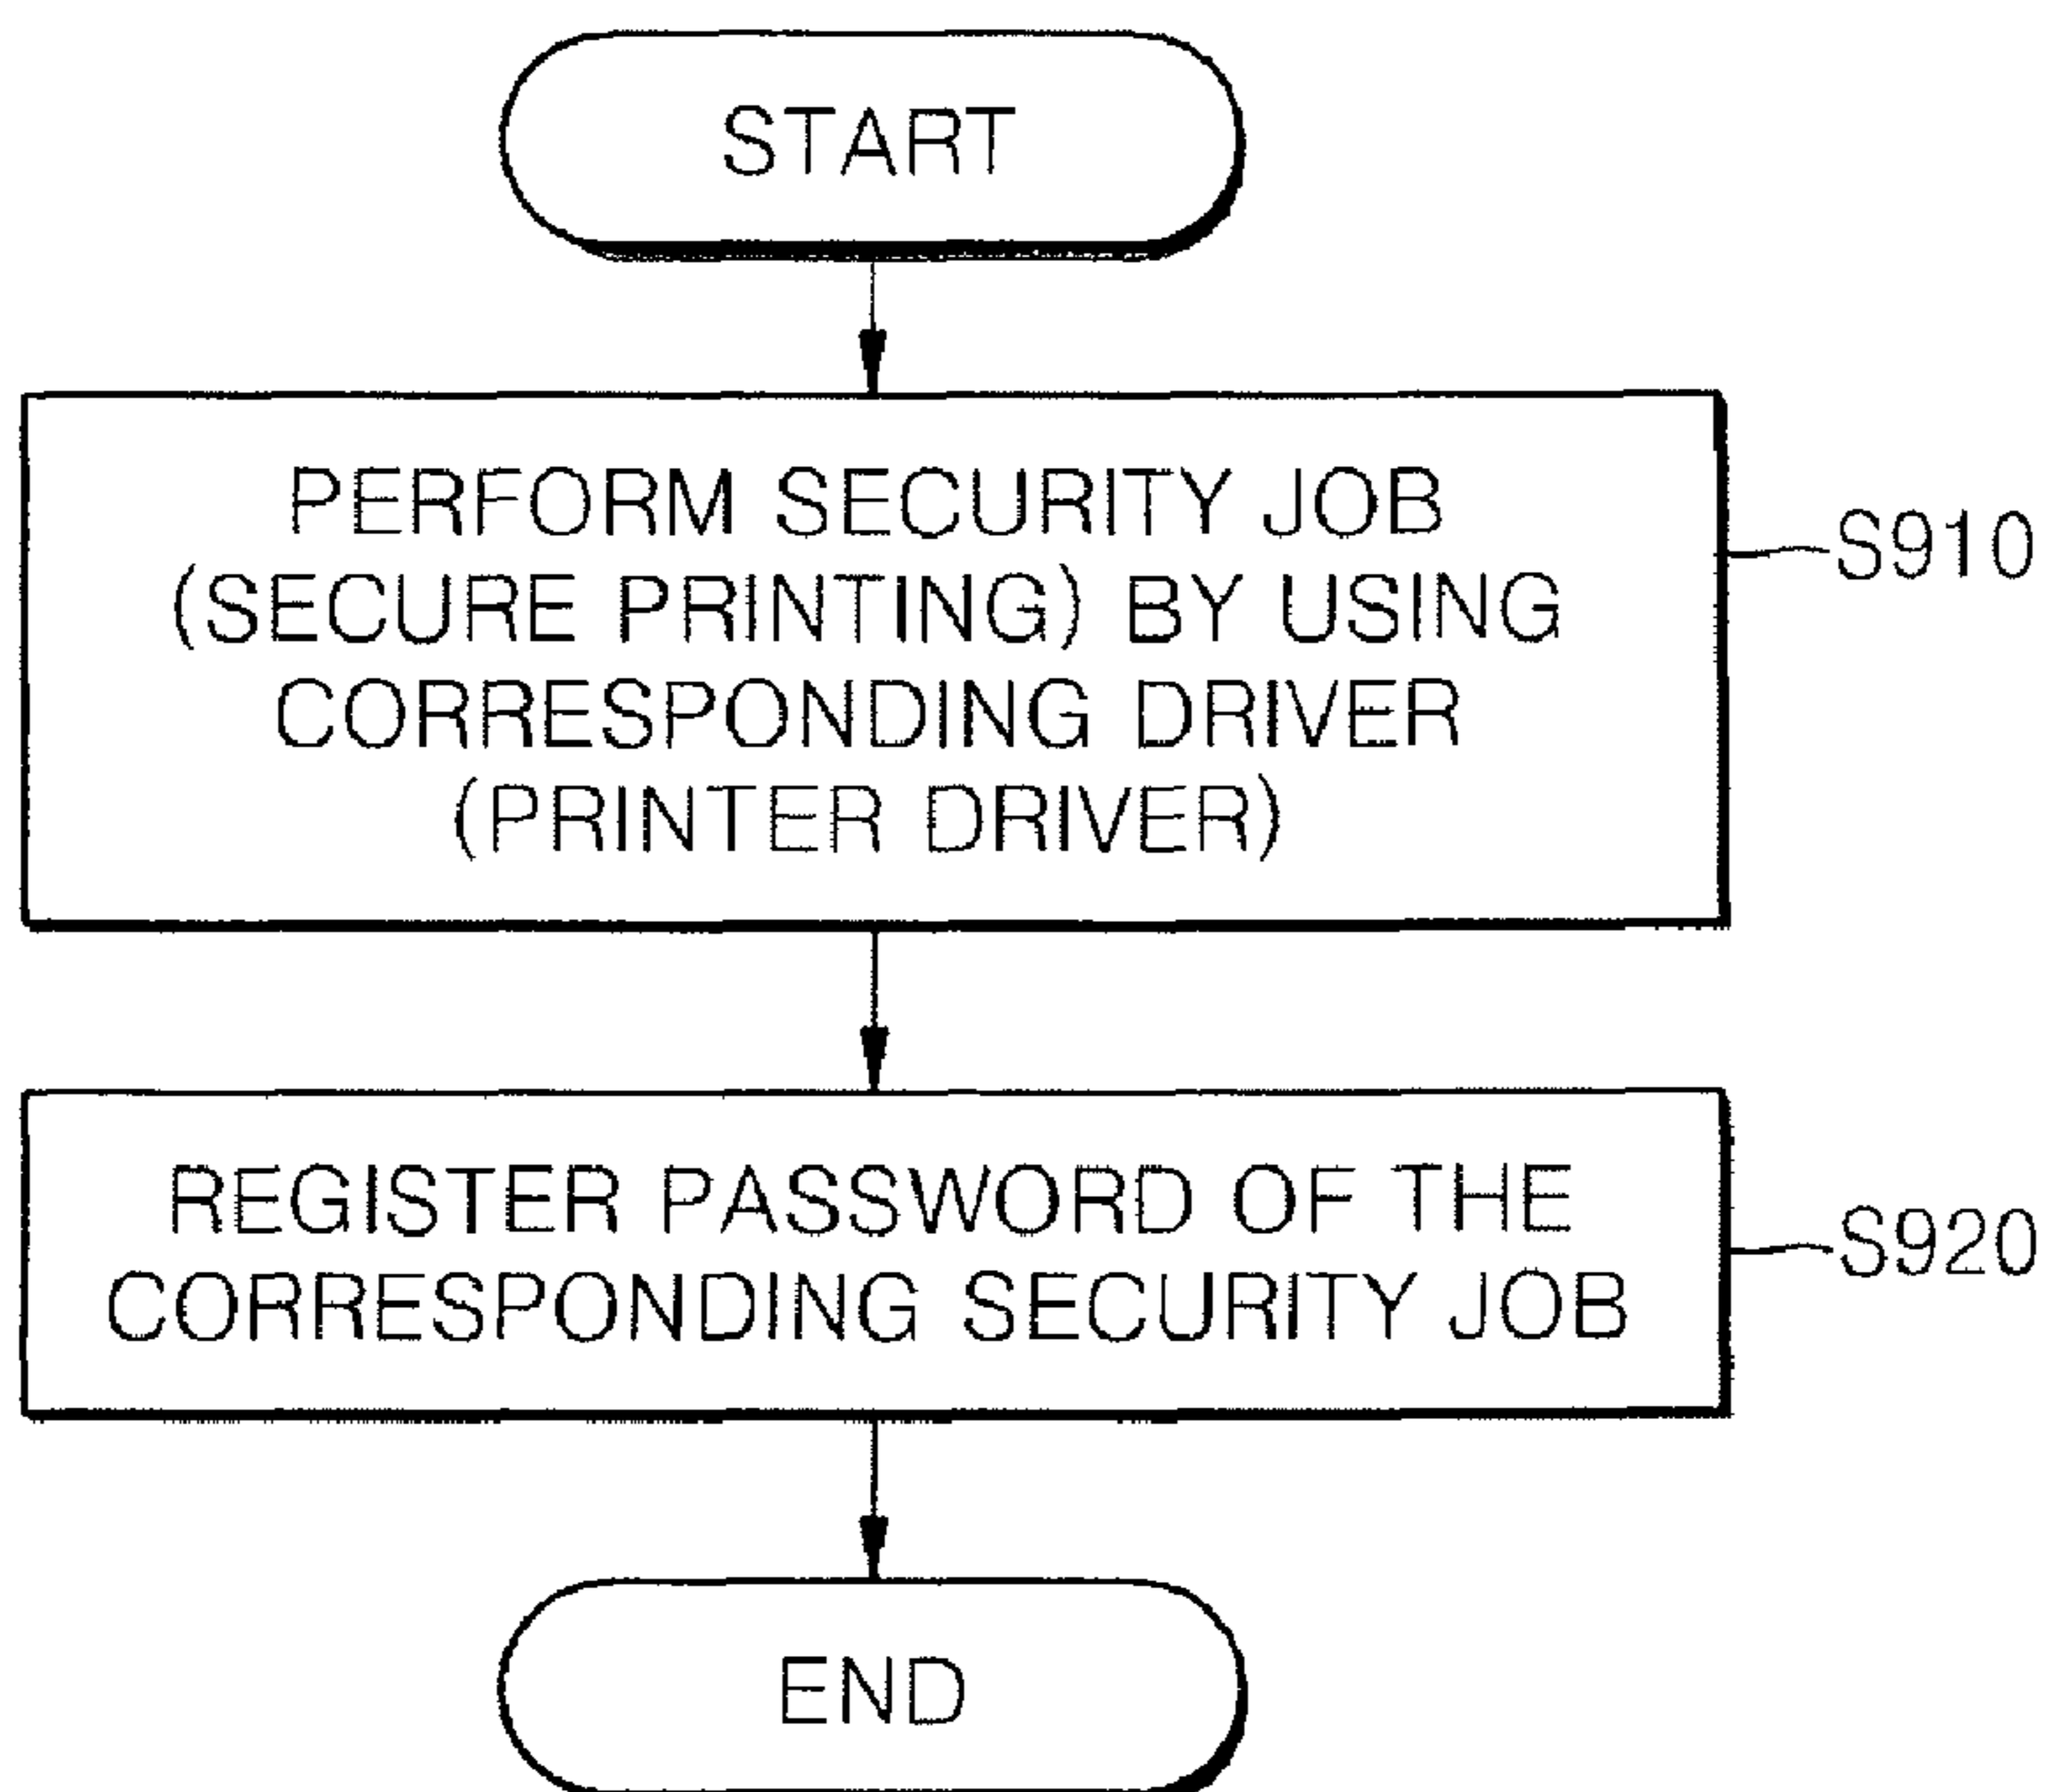 START
PERFORM SECURITY JOB
(SECURE PRINTING) BY USING
CORRESPONDING DRIVER
(PRINTER DRIVER)
S910
REGISTER PASSWORD OF THE
CORRESPONDING SECURITY JOB
S920
END